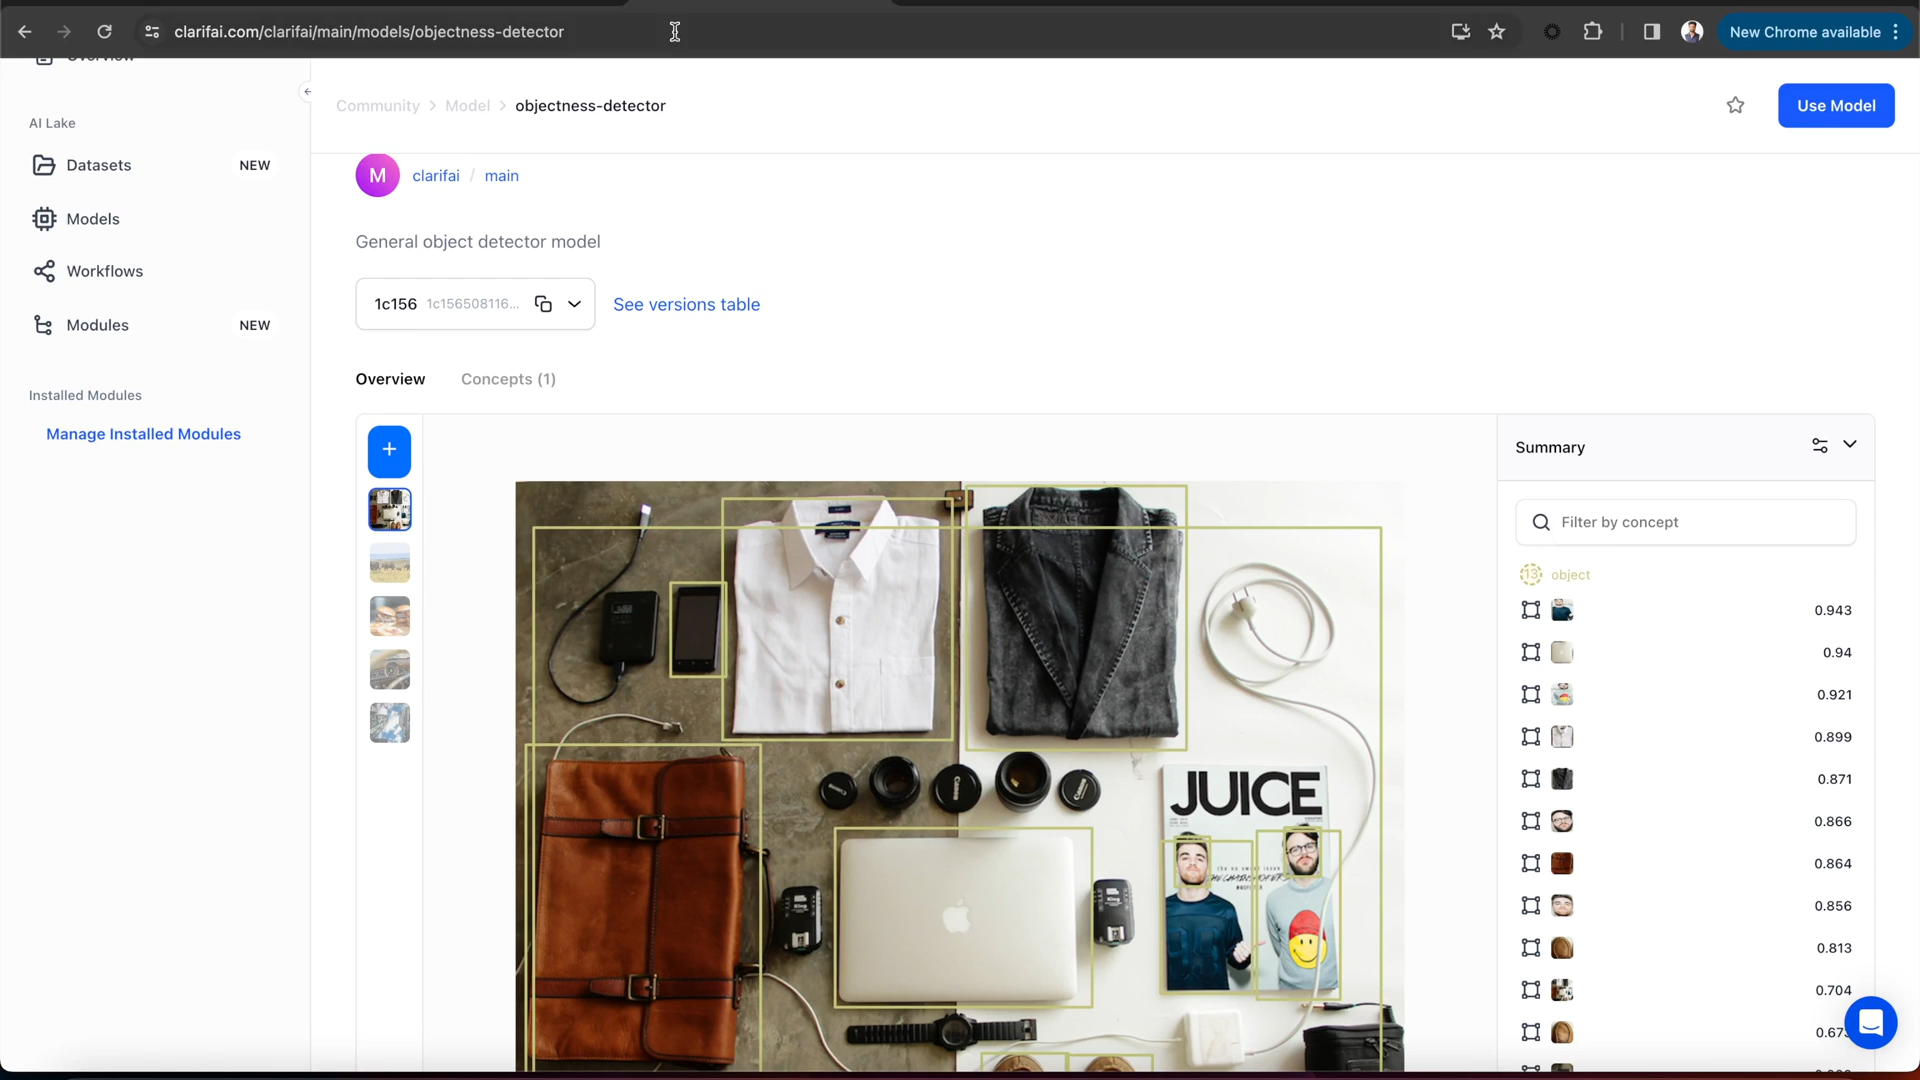 clarifai.com/clarifai/main/models/objectness-detector
New Chrome available
Overview
AI Lake
Datasets NEW
Models
Workflows
Modules NEW
Installed Modules
Manage Installed Modules
Community > Model > objectness-detector
Use Model
M clarifai / main
General object detector model
1c156 1c156508116... See versions table
Overview Concepts (1)
+
Summary
Filter by concept
13 object
0.943
0.94
0.921
0.899
0.871
0.866
0.864
0.856
0.813
0.704
JUICE
Canon